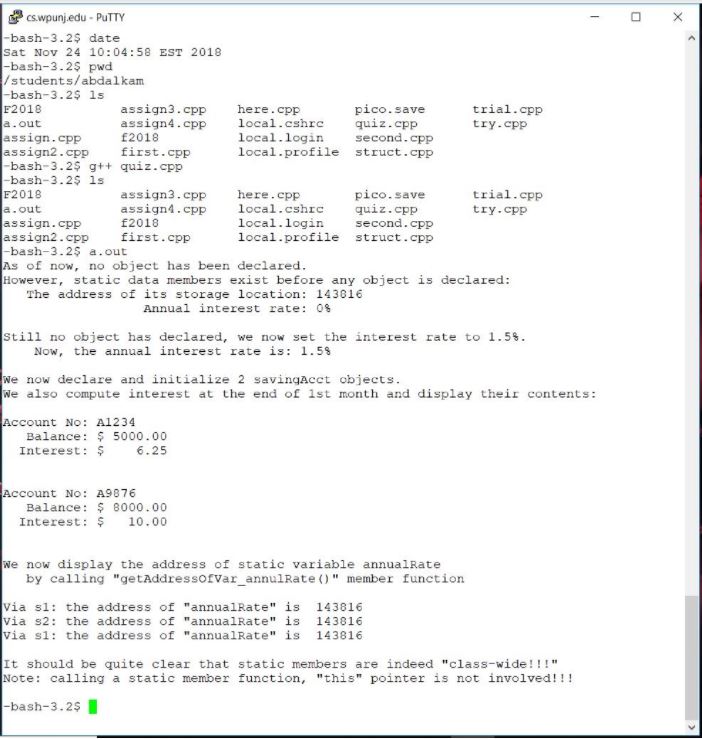 cs.wpunj.edu - PuTTY
-bash-3.2$ date
Sat Nov 24 10:04:58 EST 2018
-bash-3.2$ pwd
/students/abdalkam
-bash-3.2$ ls
F2018 assign3.cpp here.cpp pico.save trial.cpp
a.out assign4.cpp local.cshrc quiz.cpp try.cpp
assign.cpp f2018 local.login second.cpp
assign2.cpp first.cpp local.profile struct.cpp
-bash-3.2$ g++ quiz.cpp
-bash-3.2$ ls
F2018 assign3.cpp here.cpp pico.save trial.cpp
a.out assign4.cpp local.cshrc quiz.cpp try.cpp
assign.cpp f2018 local.login second.cpp
assign2.cpp first.cpp local.profile struct.cpp
-bash-3.2$ a.out
As of now, no object has been declared.
However, static data members exist before any object is declared:
The address of its storage location: 143816
Annual interest rate: 0%
Still no object has declared, we now set the interest rate to 1.5%.
Now, the annual interest rate is: 1.5%
We now declare and initialize 2 savingAcct objects.
We also compute interest at the end of 1st month and display their contents:
Account No: A1234
Balance: $ 5000.00
Interest: $ 6.25
Account No: A9876
Balance: $ 8000.00
Interest: $ 10.00
We now display the address of static variable annualRate
by calling "getAddressOfVar_annulRate()" member function
Via s1: the address of "annualRate" is 143816
Via s2: the address of "annualRate" is 143816
Via s1: the address of "annualRate" is 143816
It should be quite clear that static members are indeed "class-wide!!!"
Note: calling a static member function, "this" pointer is not involved!!!
-bash-3.2$